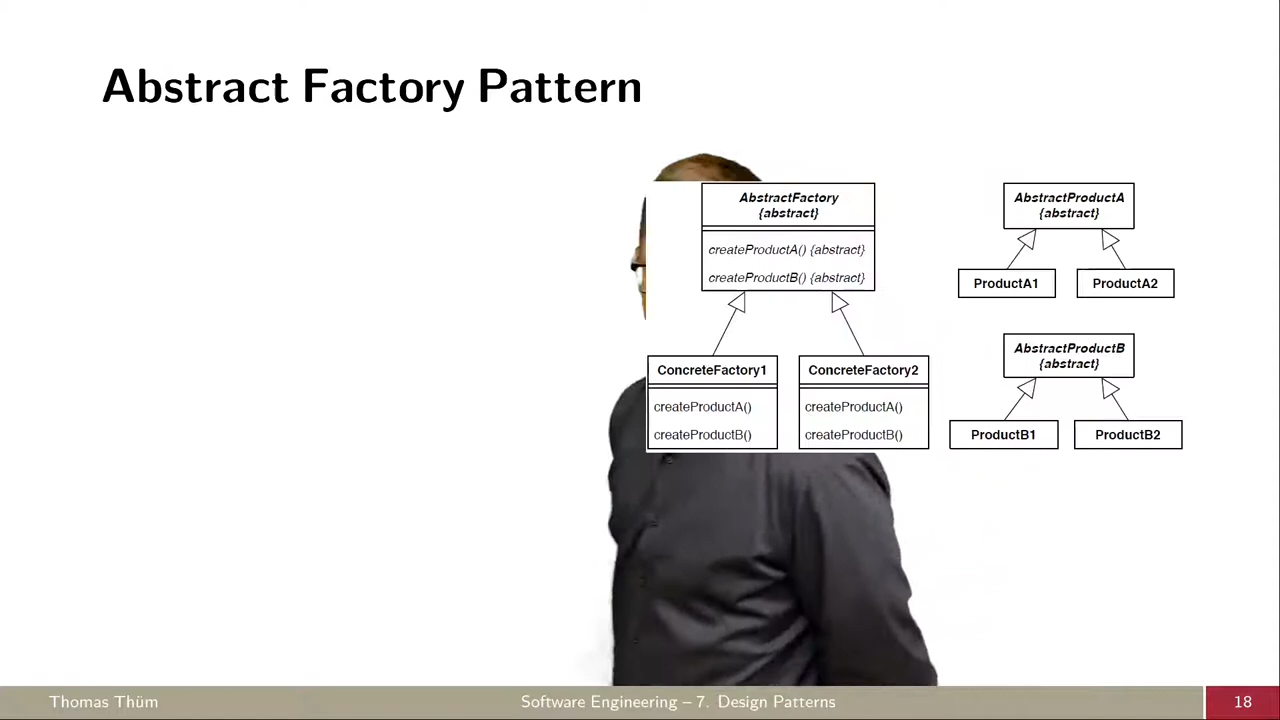 Abstract Factory Pattern
AbstractFactory
{abstract}
createProductA() {abstract}
createProductB() {abstract}
ConcreteFactory1
createProductA()
createProductB()
ConcreteFactory2
createProductA()
createProductB()
AbstractProductA
{abstract}
ProductA1
ProductA2
AbstractProductB
{abstract}
ProductB1
ProductB2
Thomas Thüm
Software Engineering – 7. Design Patterns
18